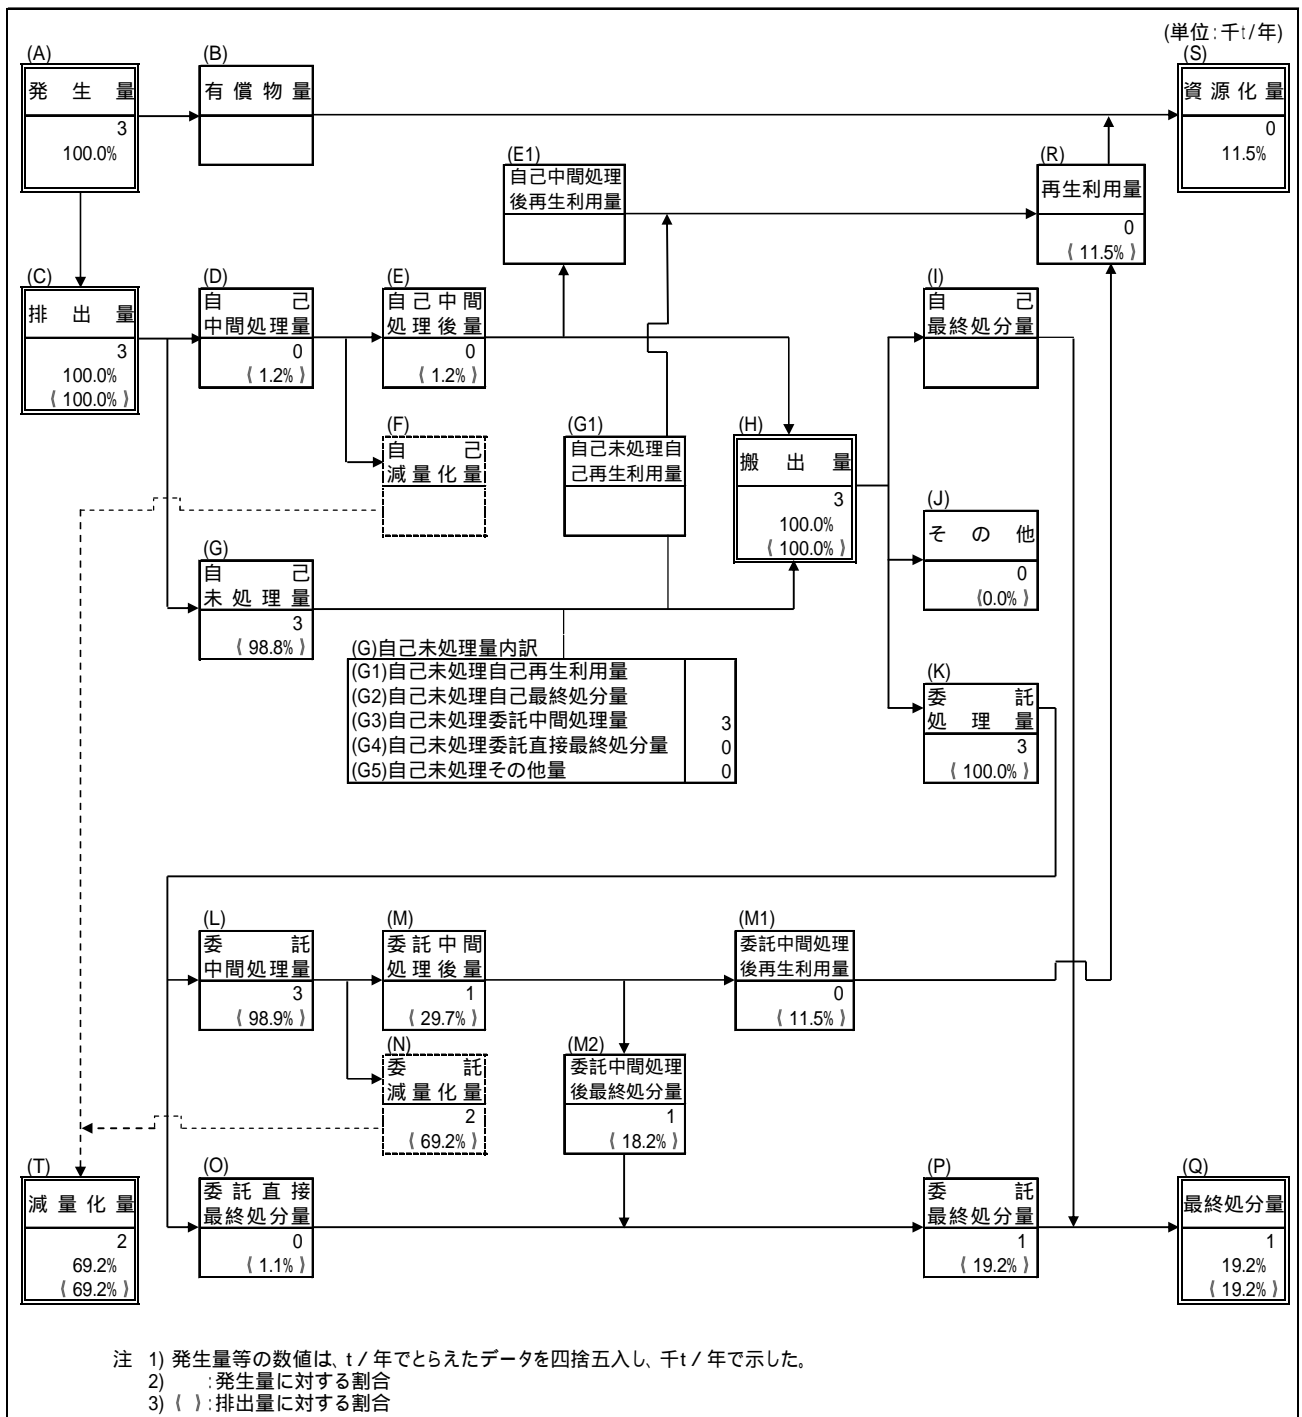 (単位:千t/年)
(A)
発生量
3
100.0%
(B)
有償物量
(S)
資源化量
0
11.5%
(E1)
自己中間処理
後再生利用量
(R)
再生利用量
0
( 11.5% )
(C)
排出量
3
100.0%
( 100.0% )
(D)
自己
中間処理量
0
( 1.2% )
(E)
自己中間
処理後量
0
( 1.2% )
(I)
自己
最終処分量
(F)
自己
減量化量
(G1)
自己未処理自
己再生利用量
(H)
搬出量
3
100.0%
( 100.0% )
(J)
その他
0
(0.0% )
(G)
自己
未処理量
3
( 98.8% )
(G)自己未処理量内訳
(G1)自己未処理自己再生利用量
(G2)自己未処理自己最終処分量
(G3)自己未処理委託中間処理量 3
(G4)自己未処理委託直接最終処分量 0
(G5)自己未処理その他量 0
(K)
委託
処理量
3
( 100.0% )
(L)
委託
中間処理量
3
( 98.9% )
(M)
委託中間
処理後量
1
( 29.7% )
(M1)
委託中間処理
後再生利用量
0
( 11.5% )
(N)
委託
減量化量
2
( 69.2% )
(M2)
委託中間処理
後最終処分量
1
( 18.2% )
(T)
減量化量
2
69.2%
( 69.2% )
(O)
委託直接
最終処分量
0
( 1.1% )
(P)
委託
最終処分量
1
( 19.2% )
(Q)
最終処分量
1
19.2%
( 19.2% )
注 1) 発生量等の数値は、t/年でとらえたデータを四捨五入し、千t/年で示した。
2) :発生量に対する割合
3) ( ):排出量に対する割合